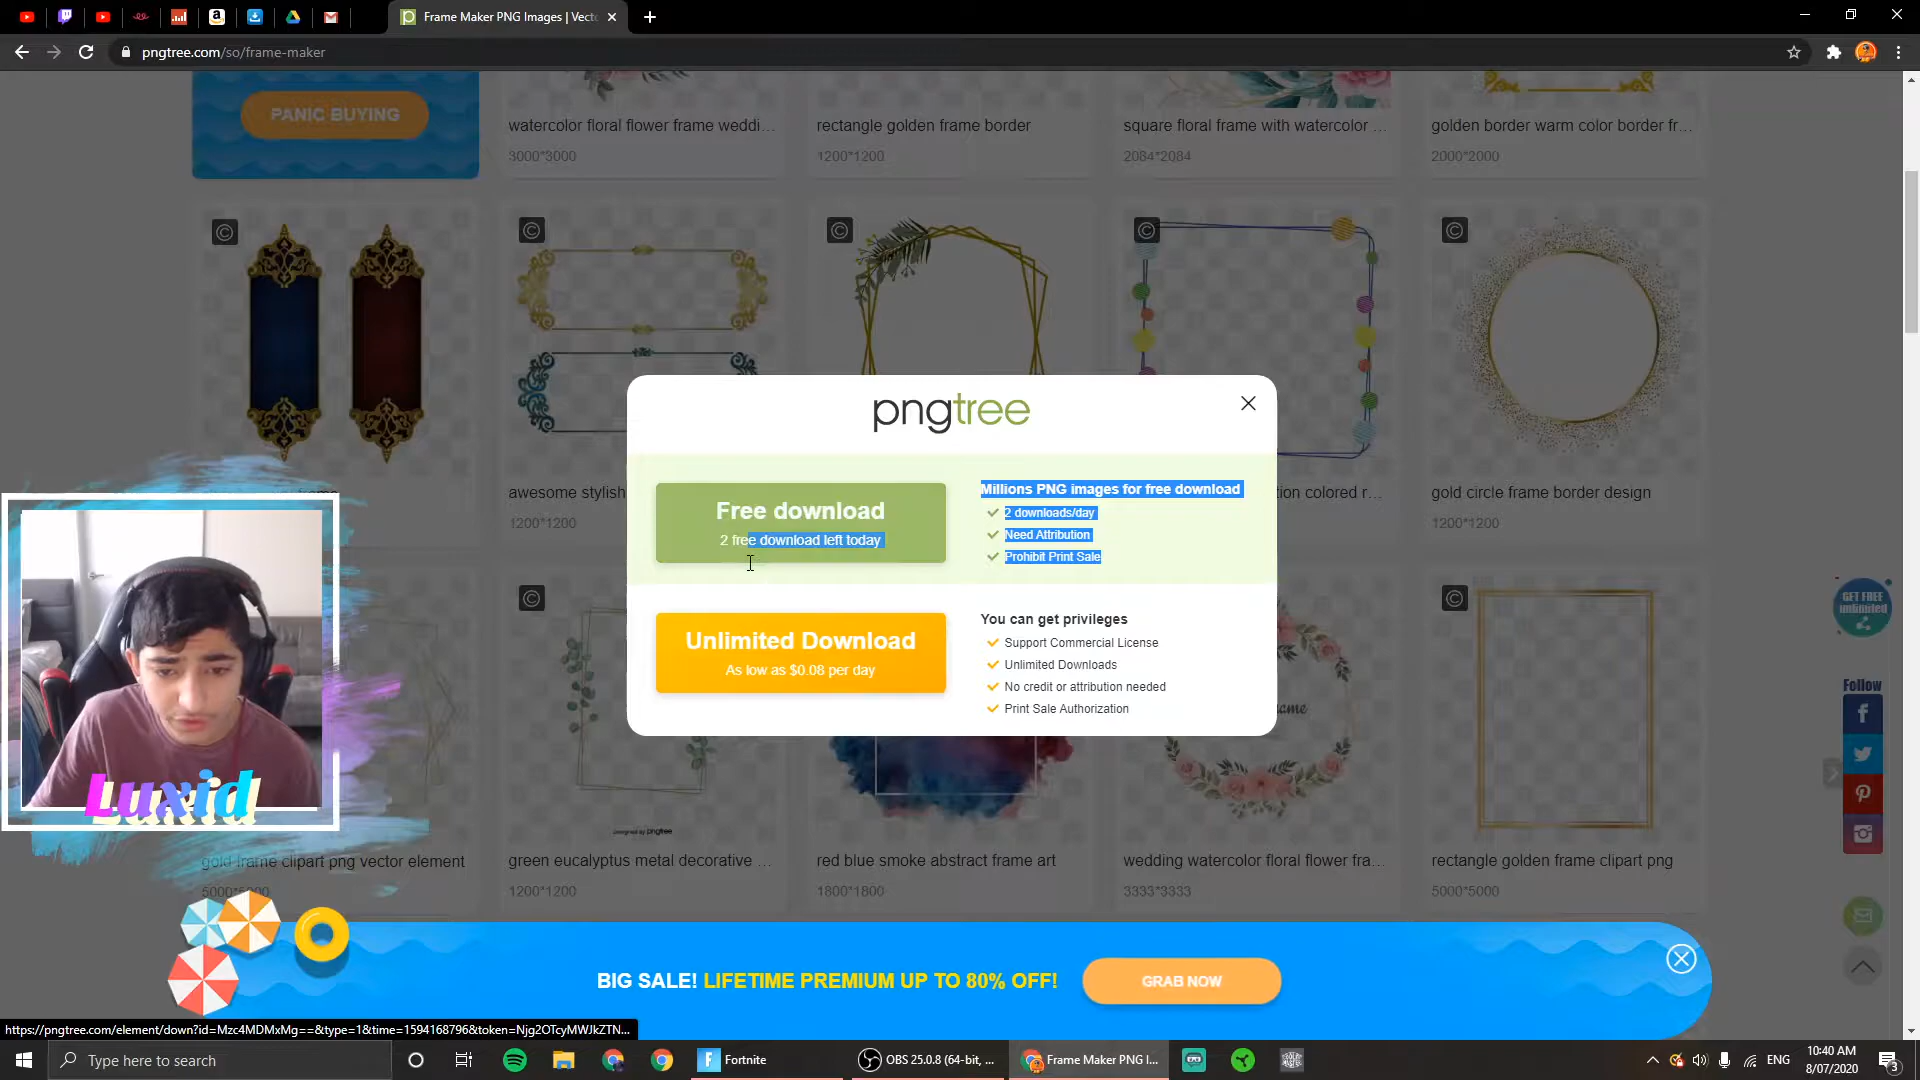 Frame Maker PNG Images | Vecto
pngtree.com/so/frame-maker
PANIC BUYING
watercolor floral flower frame weddi...
3000*3000
rectangle golden frame border
1200*1200
square floral frame with watercolor ...
2084*2084
golden border warm color border fr...
2000*2000
pngtree
Free download
2 free download left today
Millions PNG images for free download
2 downloads/day
Need Attribution
Prohibit Print Sale
Unlimited Download
As low as $0.08 per day
You can get privileges
Support Commercial License
Unlimited Downloads
No credit or attribution needed
Print Sale Authorization
awesome stylish
1200*1200
gold circle frame border design
1200*1200
GET FREE
unlimited
Follow
Luxid
Designed by pngtree
gold frame clipart png vector element
5000*5000
green eucalyptus metal decorative ...
1200*1200
red blue smoke abstract frame art
1800*1800
wedding watercolor floral flower fra...
3333*3333
rectangle golden frame clipart png
5000*5000
BIG SALE! LIFETIME PREMIUM UP TO 80% OFF!
GRAB NOW
https://pngtree.com/element/down?id=Mzc4MDMxMg==&type=1&time=1594168796&token=Njg2OTcyMWJkZTN...
Type here to search
Fortnite
OBS 25.0.8 (64-bit, ...
Frame Maker PNG I...
ENG
10:40 AM
8/07/2020
3